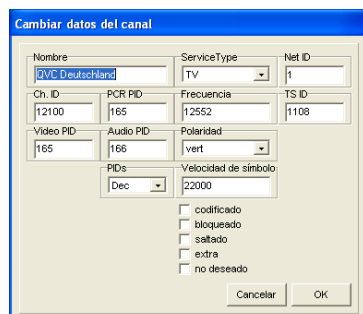 Cambiar datos del canal
Nombre ServiceType Net ID
QVC Deutschland TV 1
Ch. ID PCR PID Frecuencia TS ID
12100 165 12552 1108
Video PID Audio PID Polaridad
165 166 vert
PIDs Velocidad de símbolo
Dec 22000
codificado
bloqueado
saltado
extra
no deseado
Cancelar OK